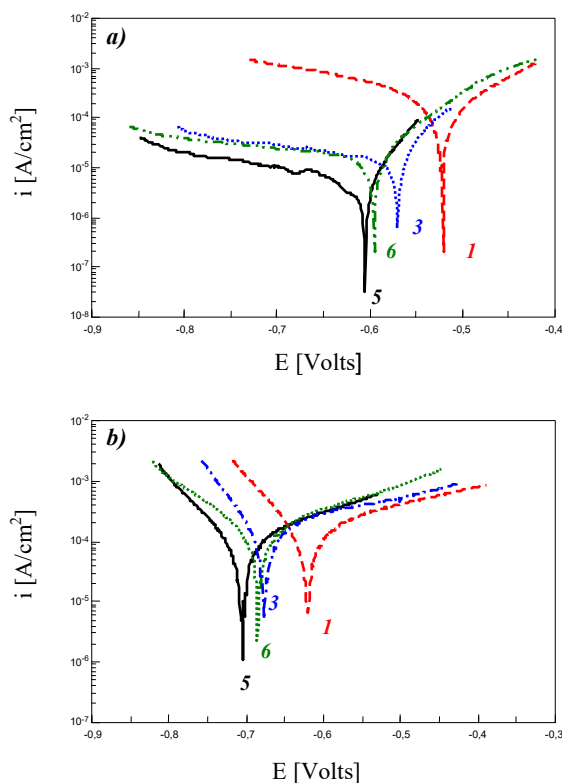 a)
i [A/cm²]
10⁻²
10⁻³
10⁻⁴
10⁻⁵
10⁻⁶
10⁻⁷
10⁻⁸
3
6
1
5
-0,9 -0,8 -0,7 -0,6 -0,5 -0,4
E [Volts]
b)
i [A/cm²]
10⁻²
10⁻³
10⁻⁴
10⁻⁵
10⁻⁶
10⁻⁷
3
1
6
5
-0,9 -0,8 -0,7 -0,6 -0,5 -0,4 -0,3
E [Volts]